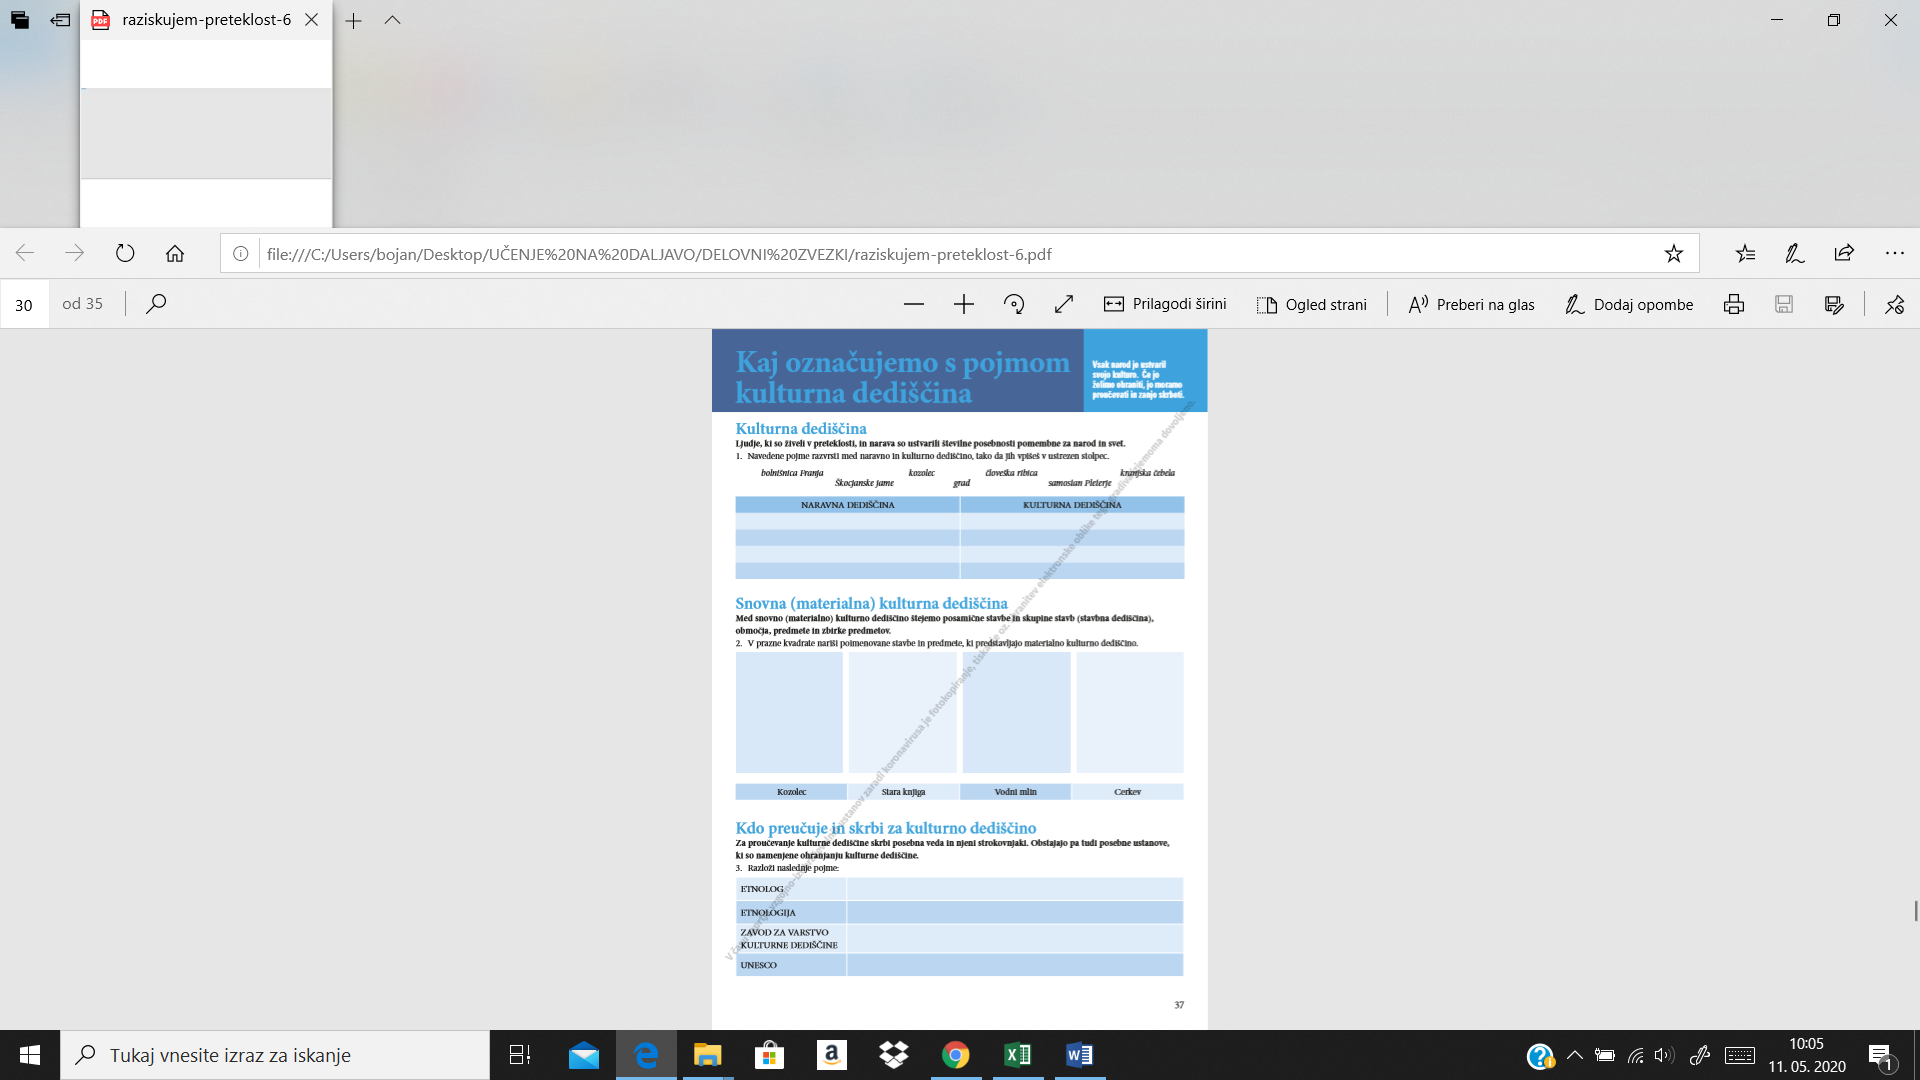 raziskujem-preteklost-6
file:///C:/Users/bojan/Desktop/UČENJE%20NA%20DALJAVO/DELOVNI%20ZVEZKI/raziskujem-preteklost-6.pdf
30 od 35 Prilagodi širini Ogled strani Preberi na glas Dodaj opombe
Kaj označujemo s pojmom
kulturna dediščina
Vsak narod je ustvaril
svojo kulturo. Če jo
želimo ohraniti, jo moramo
proučevati in zanjo skrbeti.
Kulturna dediščina
Ljudje, ki so živeli v preteklosti, in narava so ustvarili številne posebnosti pomembne za narod in svet.
1. Navedene pojme razvrsti med naravno in kulturno dediščino, tako da jih vpišeš v ustrezen stolpec.
bolnišnica Franja kozolec človeška ribica kranjska čebela
Škocjanske jame grad samostan Pleterje
NARAVNA DEDIŠČINA KULTURNA DEDIŠČINA
Snovna (materialna) kulturna dediščina
Med snovno (materialno) kulturno dediščino štejemo posamične stavbe in skupine stavb (stavbna dediščina),
območja, predmete in zbirke predmetov.
2. V prazne kvadrate nariši poimenovane stavbe in predmete, ki predstavljajo materialno kulturno dediščino.
Kozolec Stara knjiga Vodni mlin Cerkev
Kdo preučuje in skrbi za kulturno dediščino
Za proučevanje kulturne dediščine skrbi posebna veda in njeni strokovnjaki. Obstajajo pa tudi posebne ustanove,
ki so namenjene ohranjanju kulturne dediščine.
3. Razloži naslednje pojme:
ETNOLOG
ETNOLOGIJA
ZAVOD ZA VARSTVO
KULTURNE DEDIŠČINE
UNESCO
37
Tukaj vnesite izraz za iskanje
10:05
11. 05. 2020
1